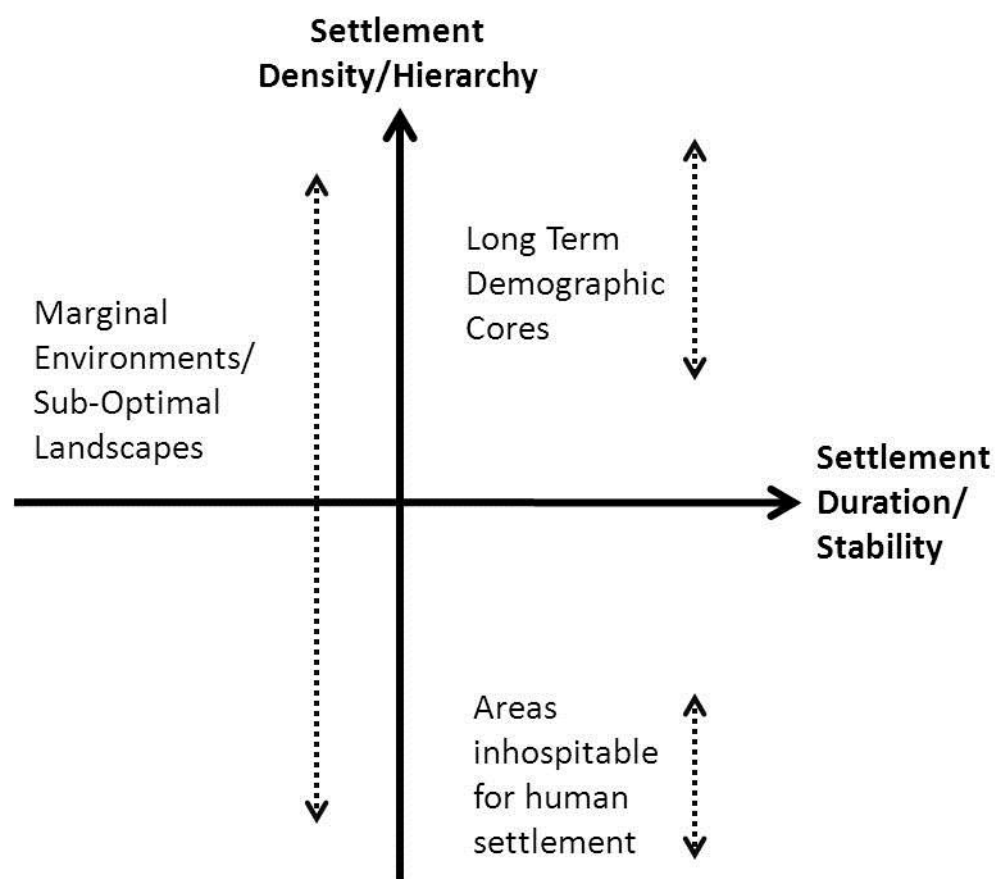 Settlement
Density/Hierarchy
Long Term
Demographic
Cores
Marginal
Environments/
Sub-Optimal
Landscapes
Settlement
Duration/
Stability
Areas
inhospitable
for human
settlement